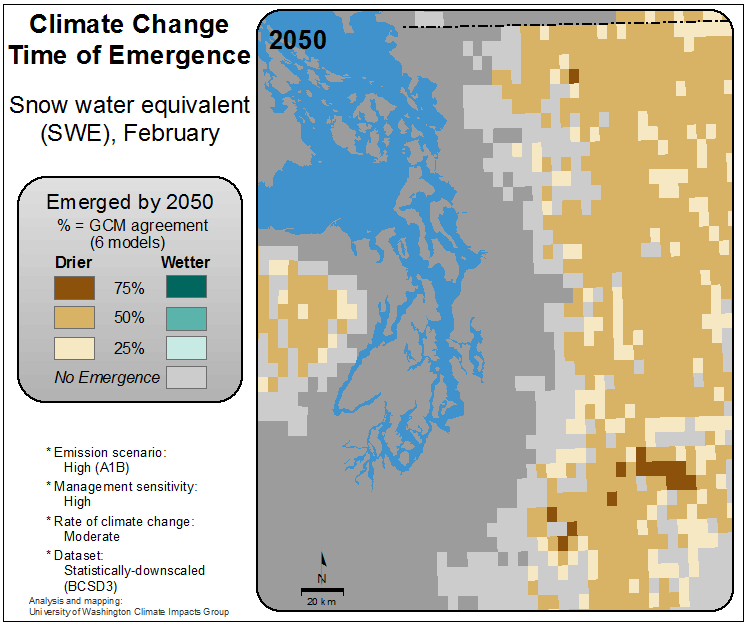 Climate Change
Time of Emergence
Snow water equivalent
(SWE), February
Emerged by 2050
% = GCM agreement
(6 models)
Drier Wetter
75%
50%
25%
No Emergence
* Emission scenario:
High (A1B)
* Management sensitivity:
High
* Rate of climate change:
Moderate
* Dataset:
Statistically-downscaled
(BCSD3)
Analysis and mapping:
University of Washington Climate Impacts Group
2050
N
20 km